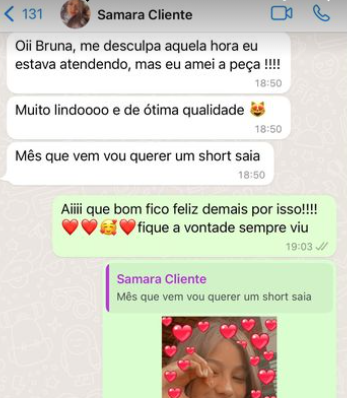 131 Samara Cliente
Oii Bruna, me desculpa aquela hora eu
estava atendendo, mas eu amei a peça !!!!
18:50
Muito lindoooo e de ótima qualidade 😻
18:50
Mês que vem vou querer um short saia
18:50
Aiiii que bom fico feliz demais por isso!!!!
❤️❤️🥰❤️fique a vontade sempre viu
19:03
Samara Cliente
Mês que vem vou querer um short saia